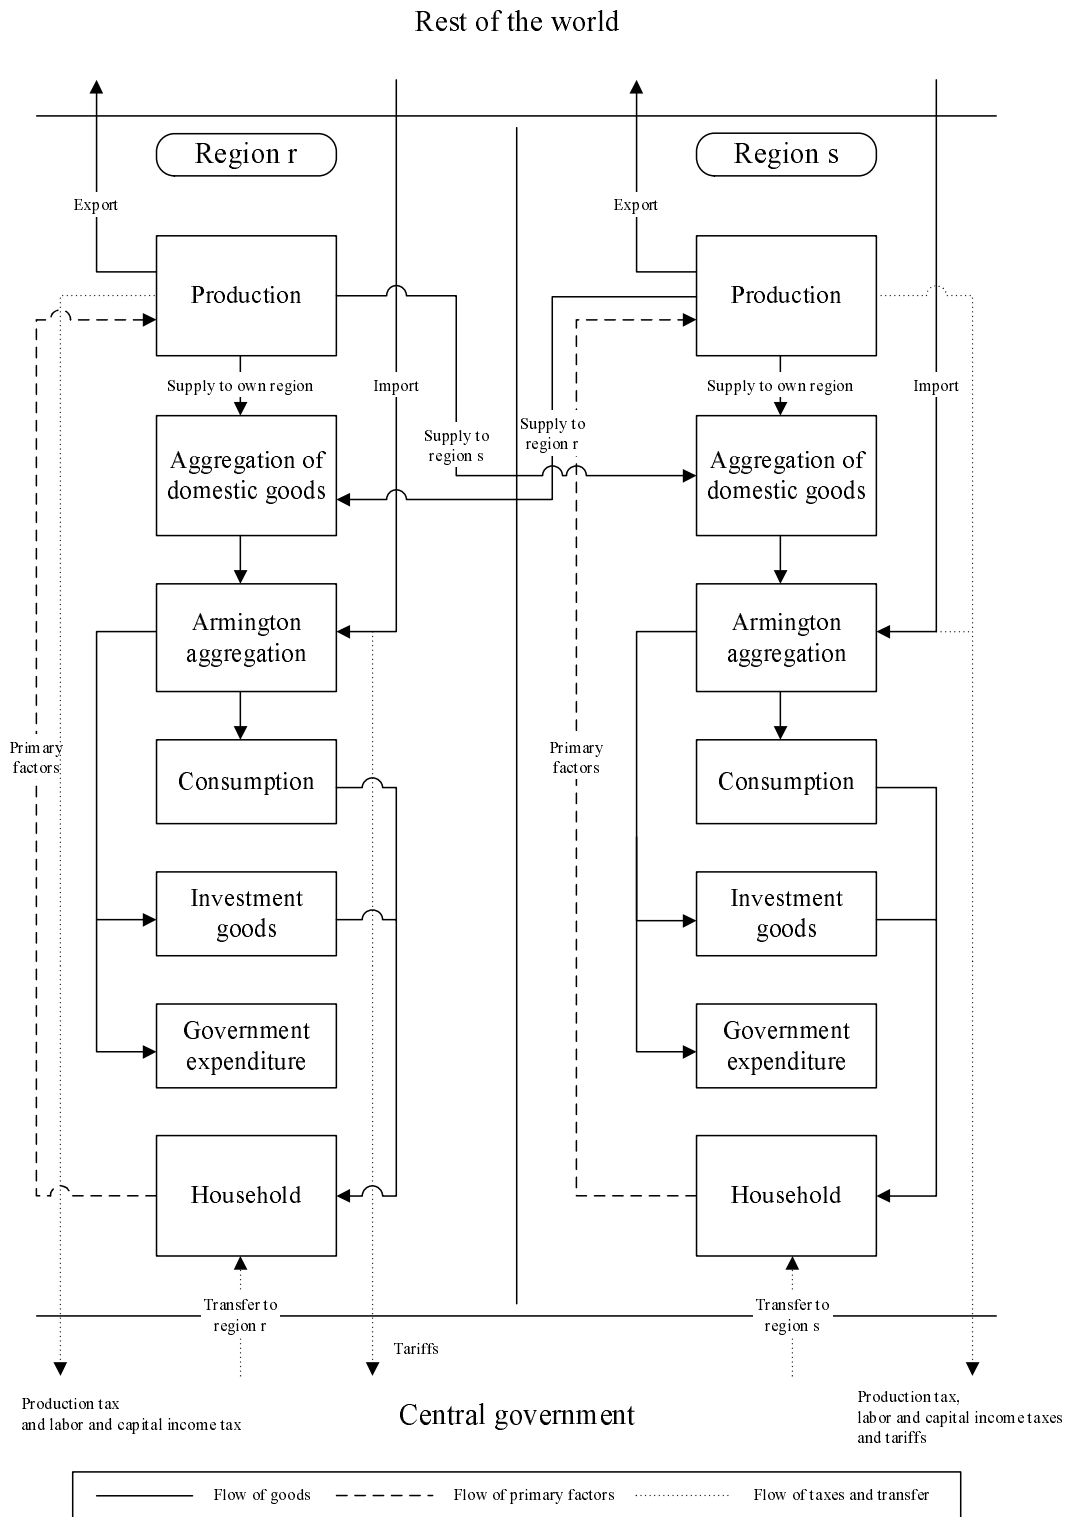 Rest of the world
Region r
Region s
Export
Export
Production
Production
Supply to own region
Import
Supply to own region
Import
Supply to
region s
Supply to
region r
Aggregation of
domestic goods
Aggregation of
domestic goods
Armington
aggregation
Armington
aggregation
Primary
factors
Consumption
Primary
factors
Consumption
Investment
goods
Investment
goods
Government
expenditure
Government
expenditure
Household
Household
Transfer to
region r
Transfer to
region s
Tariffs
Production tax
and labor and capital income tax
Central government
Production tax,
labor and capital income taxes
and tariffs
Flow of goods
Flow of primary factors
Flow of taxes and transfer